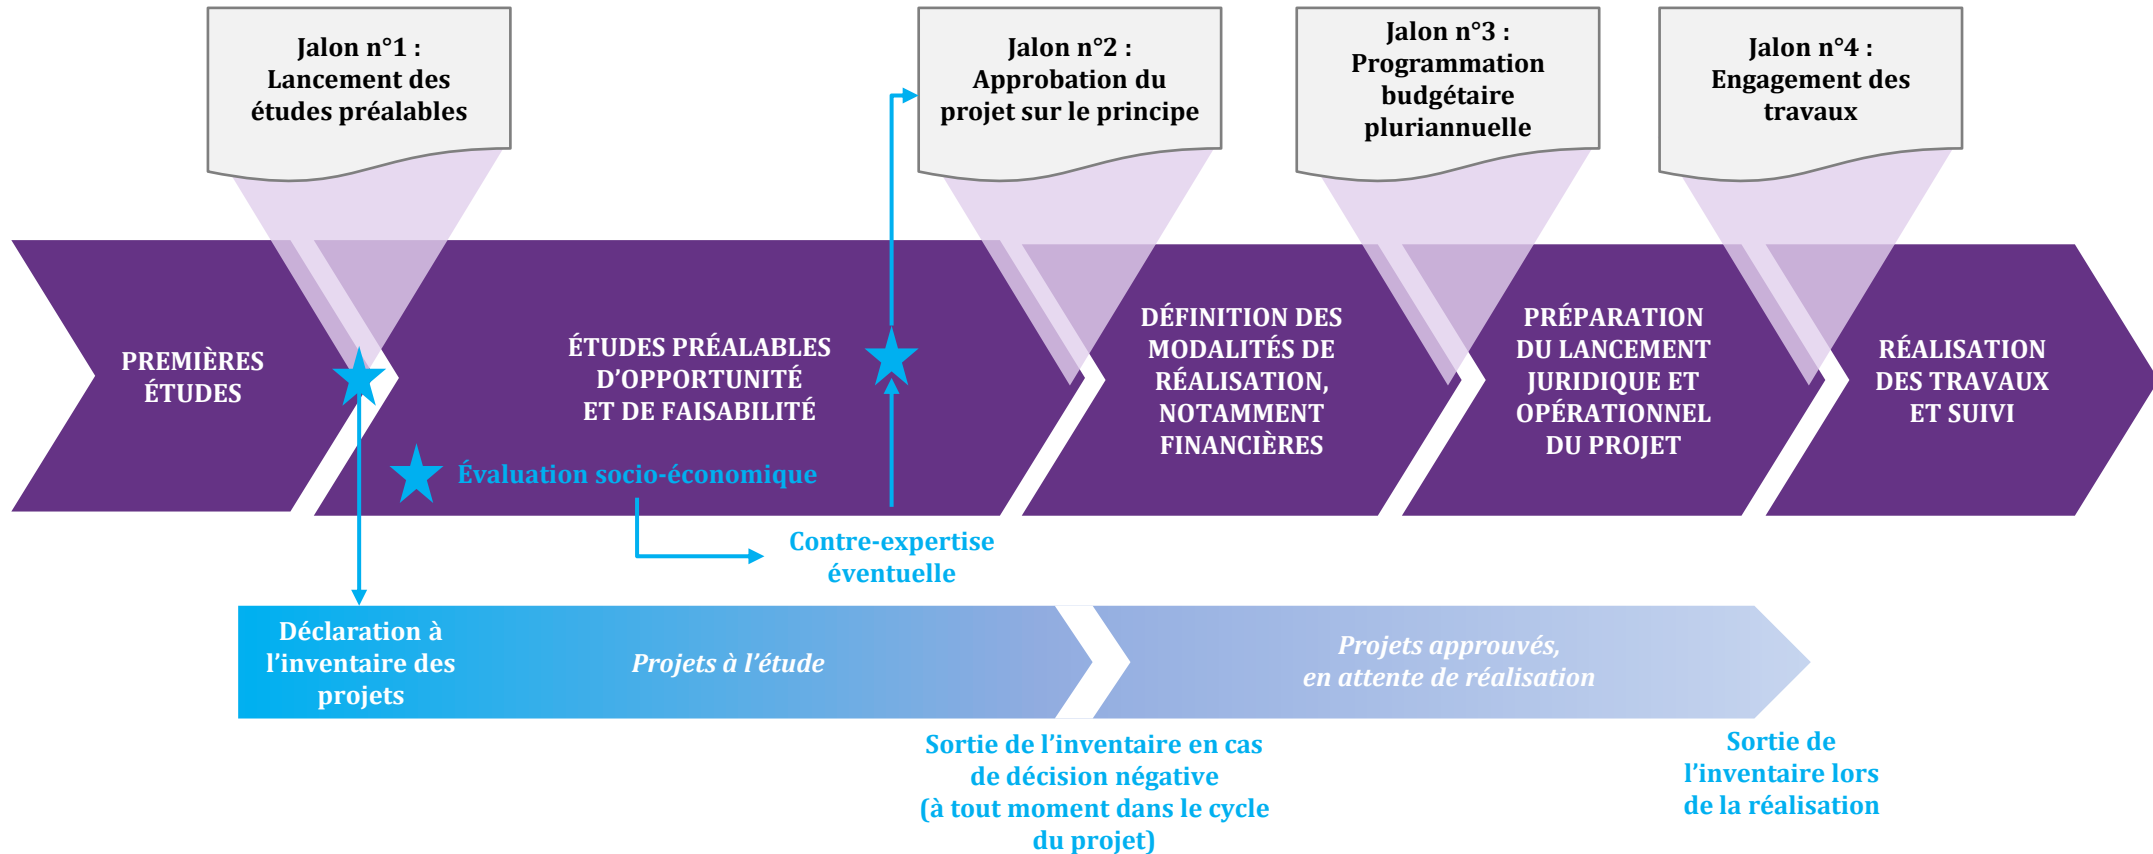 Jalon n°1 :
Lancement des
études préalables
Jalon n°2 :
Approbation du
projet sur le principe
Jalon n°3 :
Programmation
budgétaire
pluriannuelle
Jalon n°4 :
Engagement des
travaux
PREMIÈRES
ÉTUDES
ÉTUDES PRÉALABLES
D’OPPORTUNITÉ
ET DE FAISABILITÉ
Évaluation socio-économique
Contre-expertise
éventuelle
DÉFINITION DES
MODALITÉS DE
RÉALISATION,
NOTAMMENT
FINANCIÈRES
PRÉPARATION
DU LANCEMENT
JURIDIQUE ET
OPÉRATIONNEL
DU PROJET
RÉALISATION
DES TRAVAUX
ET SUIVI
Déclaration à
l’inventaire des
projets
Projets à l’étude
Projets approuvés,
en attente de réalisation
Sortie de l’inventaire en cas
de décision négative
(à tout moment dans le cycle
du projet)
Sortie de
l’inventaire lors
de la réalisation